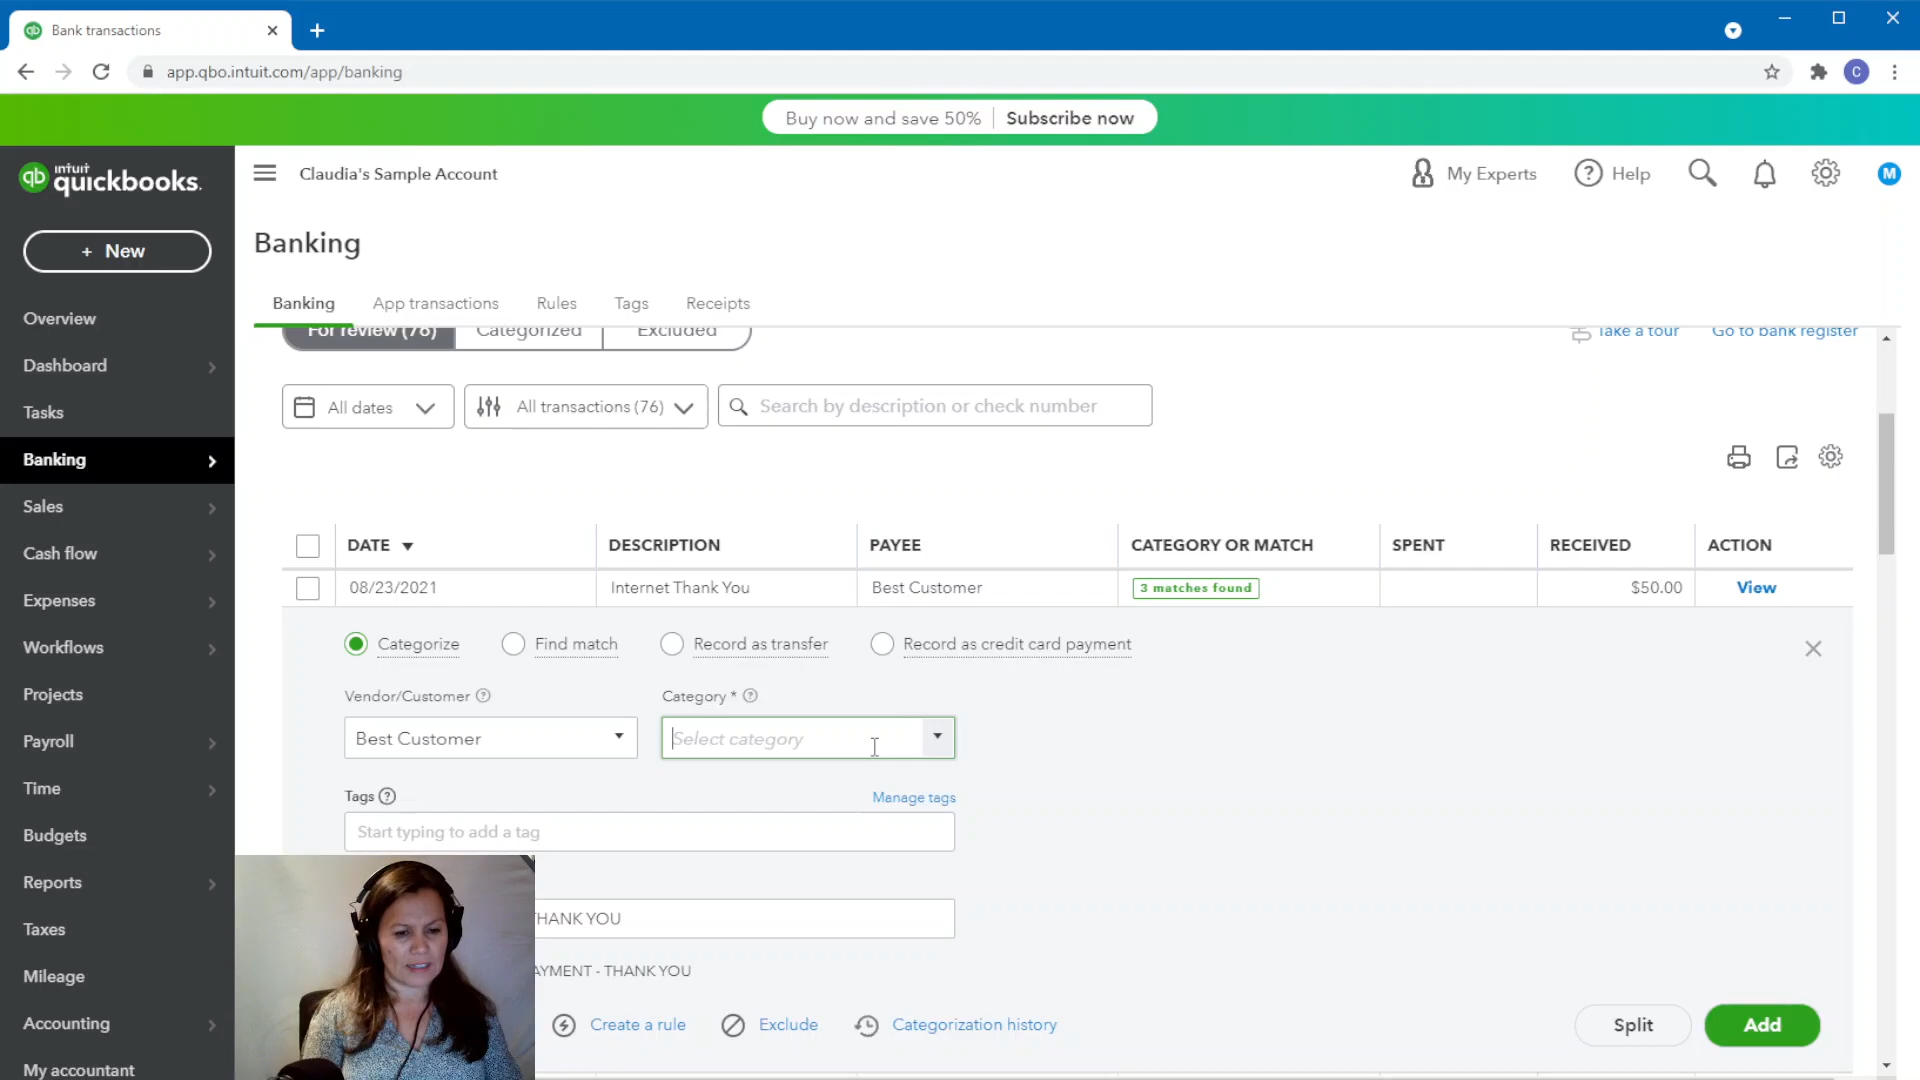 Bank transactions
app.qbo.intuit.com/app/banking
C
Buy now and save 50% Subscribe now
qb intuit quickbooks.
Claudia's Sample Account
My Experts
? Help
M
+ New
Banking
Banking App transactions Rules Tags Receipts
Overview
Dashboard
Tasks
Banking
Sales
Cash flow
Expenses
Workflows
Projects
Payroll
Time
Budgets
Reports
Taxes
Mileage
Accounting
My accountant
For review (76) Categorized Excluded
Take a tour Go to bank register
All dates All transactions (76) Search by description or check number
DATE DESCRIPTION PAYEE CATEGORY OR MATCH SPENT RECEIVED ACTION
08/23/2021 Internet Thank You Best Customer 3 matches found $50.00 View
Categorize Find match Record as transfer Record as credit card payment
Vendor/Customer ? Category * ?
Best Customer Select category
Tags ? Manage tags
Start typing to add a tag
THANK YOU
AYMENT - THANK YOU
Create a rule Exclude Categorization history
Split Add